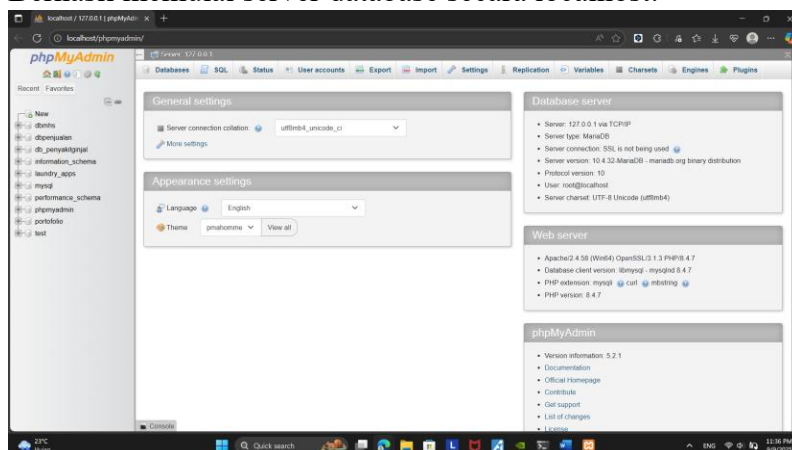 localhost / 127.0.0.1 | phpMyAdm
localhost/phpmyadmin/
phpMyAdmin
Recent Favorites
New
dbmhs
dbpenjualan
db_penyakitginjal
information_schema
laundry_apps
mysql
performance_schema
phpmyadmin
portofolio
test
Server: 127.0.0.1
Databases SQL Status User accounts Export Import Settings Replication Variables Charsets Engines Plugins
General settings
Server connection collation: utf8mb4_unicode_ci
More settings
Appearance settings
Language English
Theme pmahomme View all
Database server
Server: 127.0.0.1 via TCP/IP
Server type: MariaDB
Server connection: SSL is not being used
Server version: 10.4.32-MariaDB - mariadb.org binary distribution
Protocol version: 10
User: root@localhost
Server charset: UTF-8 Unicode (utf8mb4)
Web server
Apache/2.4.58 (Win64) OpenSSL/3.1.3 PHP/8.4.7
Database client version: libmysql - mysqlnd 8.4.7
PHP extension: mysqli curl mbstring
PHP version: 8.4.7
phpMyAdmin
Version information: 5.2.1
Documentation
Official Homepage
Contribute
Get support
List of changes
License
Console
23°C
Quick search
ENG
11:36 PM